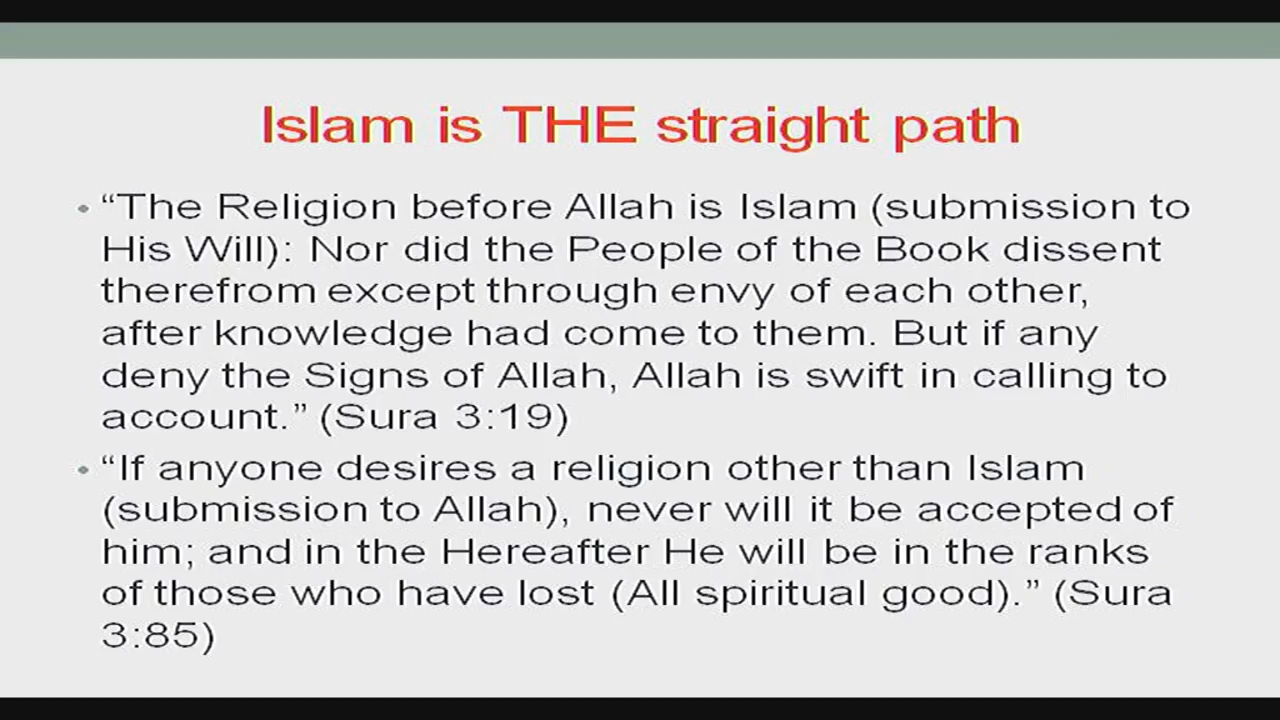 Islam is THE straight path
• “The Religion before Allah is Islam (submission to
His Will): Nor did the People of the Book dissent
therefrom except through envy of each other,
after knowledge had come to them. But if any
deny the Signs of Allah, Allah is swift in calling to
account.” (Sura 3:19)
• “If anyone desires a religion other than Islam
(submission to Allah), never will it be accepted of
him; and in the Hereafter He will be in the ranks
of those who have lost (All spiritual good).” (Sura
3:85)